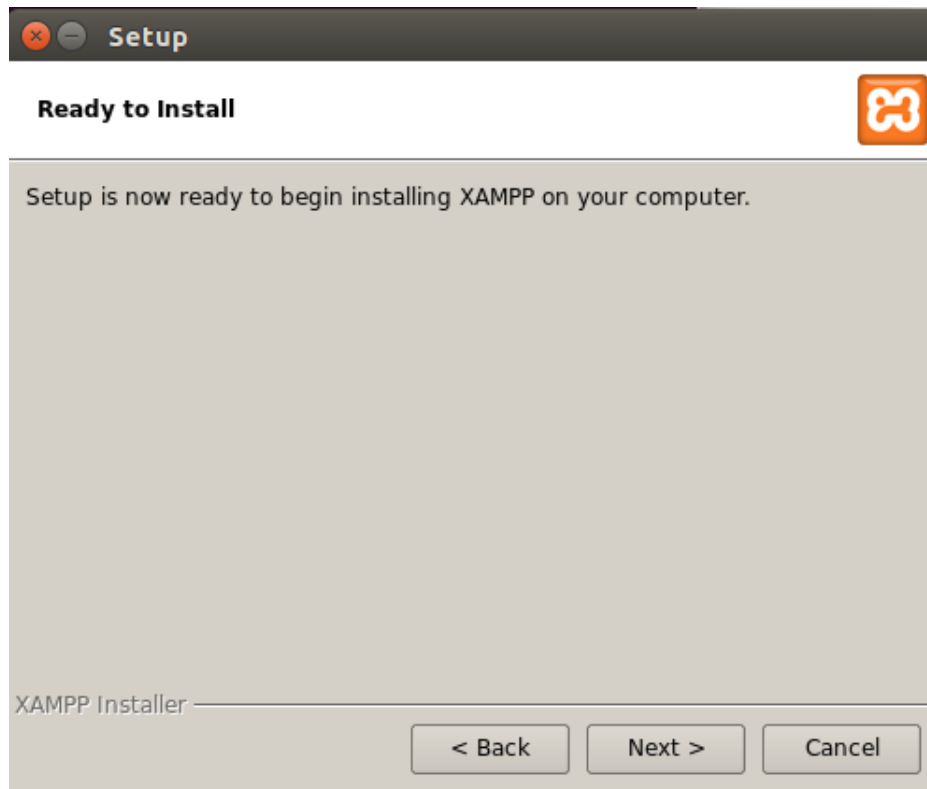 Setup
Ready to Install
Setup is now ready to begin installing XAMPP on your computer.
XAMPP Installer
< Back Next > Cancel